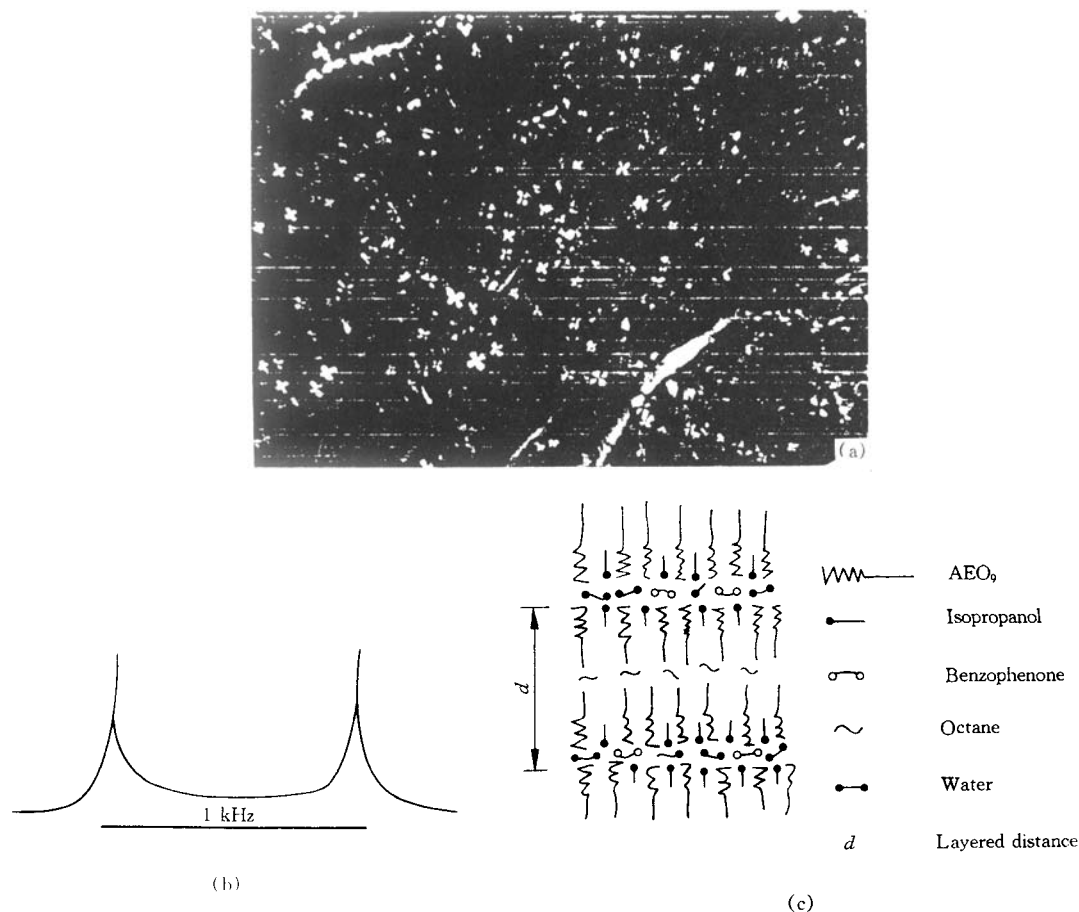 (a)
1 kHz
(b)
d
AEO₉
Isopropanol
Benzophenone
Octane
Water
d Layered distance
(c)